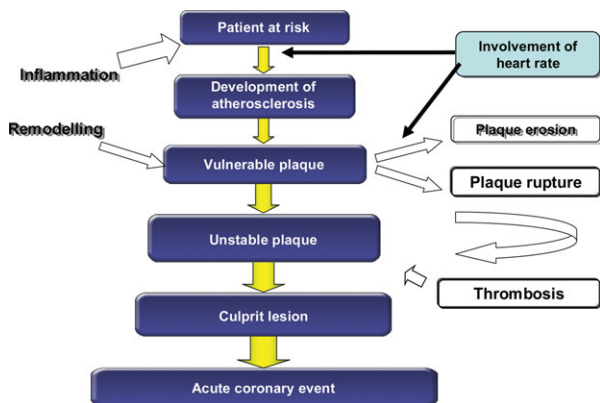 Patient at risk
Involvement of
heart rate
Inflammation
Development of
atherosclerosis
Remodelling
Plaque erosion
Vulnerable plaque
Plaque rupture
Unstable plaque
Thrombosis
Culprit lesion
Acute coronary event